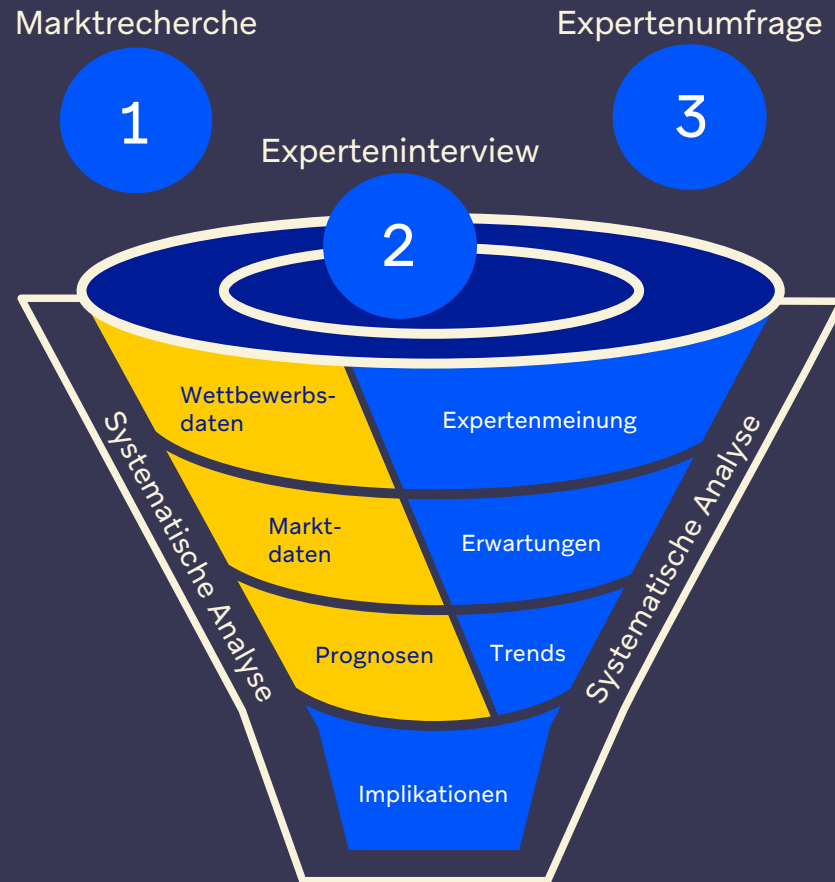 Marktrecherche
Expertenumfrage
1
3
Experteninterview
2
Wettbewerbs-
daten
Expertenmeinung
Systematische Analyse
Systematische Analyse
Markt-
daten
Erwartungen
Prognosen
Trends
Implikationen